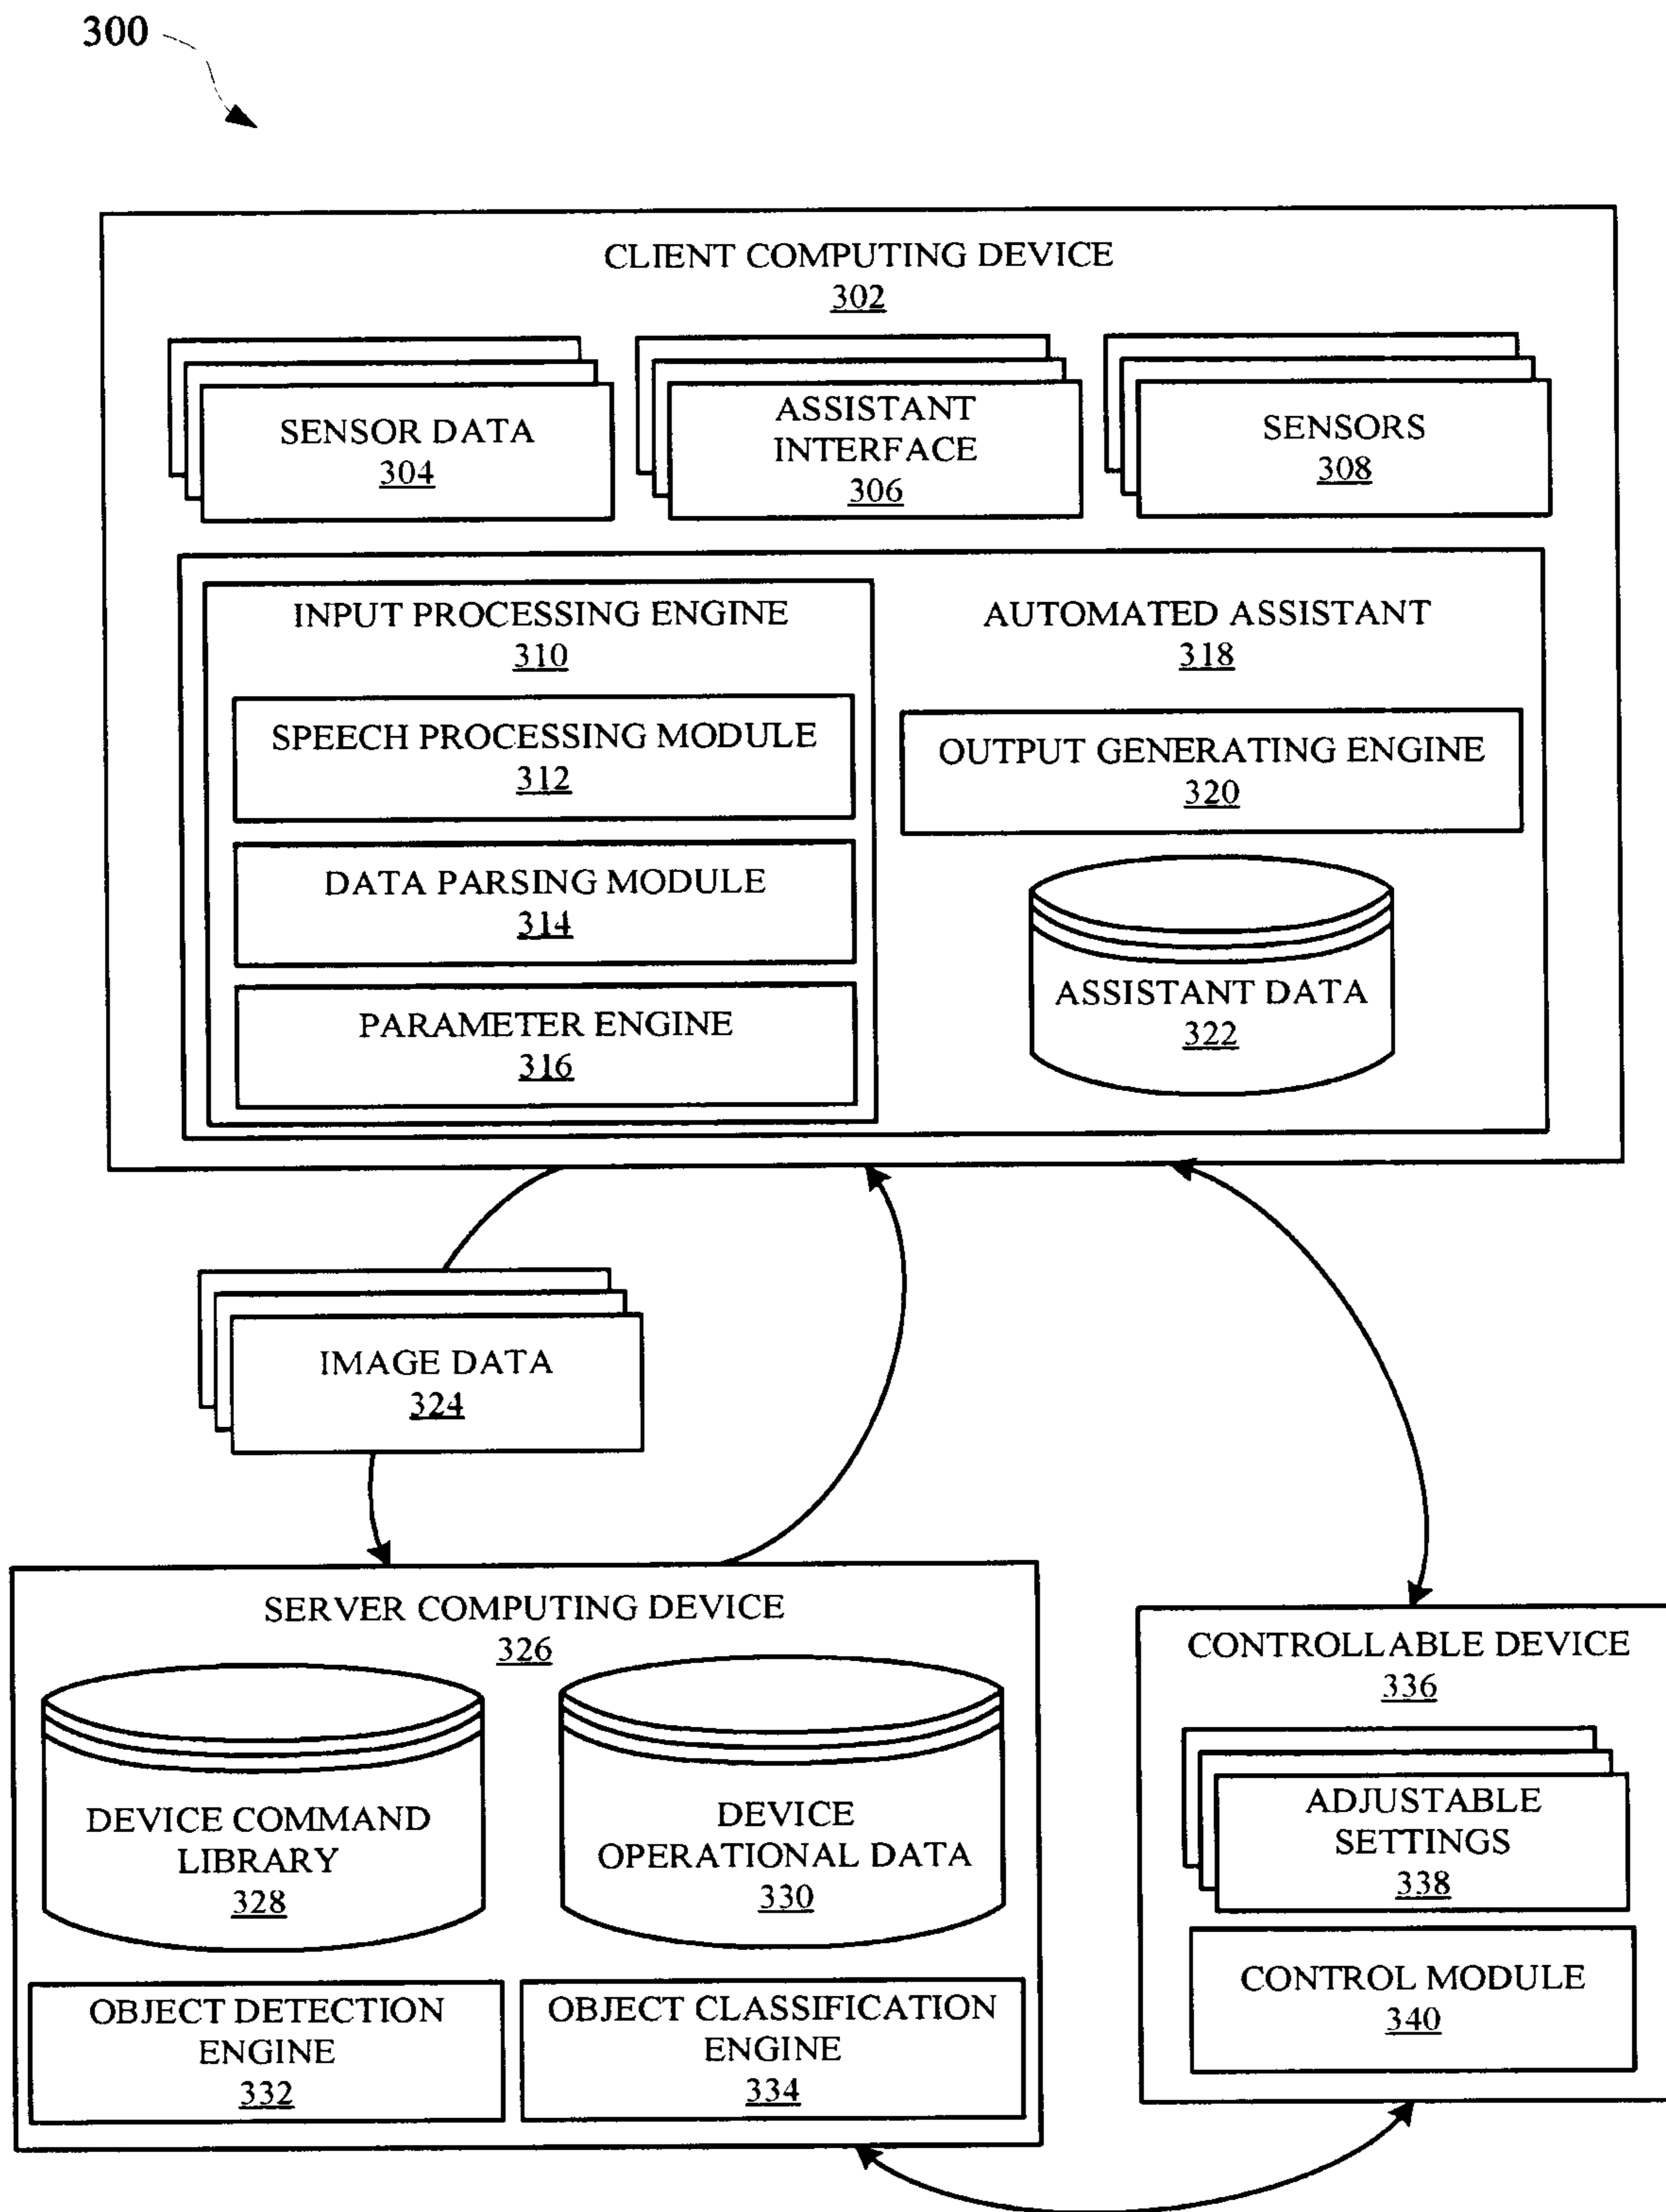 300
CLIENT COMPUTING DEVICE
302
SENSOR DATA
304
ASSISTANT
INTERFACE
306
SENSORS
308
INPUT PROCESSING ENGINE
310
SPEECH PROCESSING MODULE
312
DATA PARSING MODULE
314
PARAMETER ENGINE
316
AUTOMATED ASSISTANT
318
OUTPUT GENERATING ENGINE
320
ASSISTANT DATA
322
IMAGE DATA
324
SERVER COMPUTING DEVICE
326
DEVICE COMMAND
LIBRARY
328
DEVICE
OPERATIONAL DATA
330
OBJECT DETECTION
ENGINE
332
OBJECT CLASSIFICATION
ENGINE
334
CONTROLLABLE DEVICE
336
ADJUSTABLE
SETTINGS
338
CONTROL MODULE
340